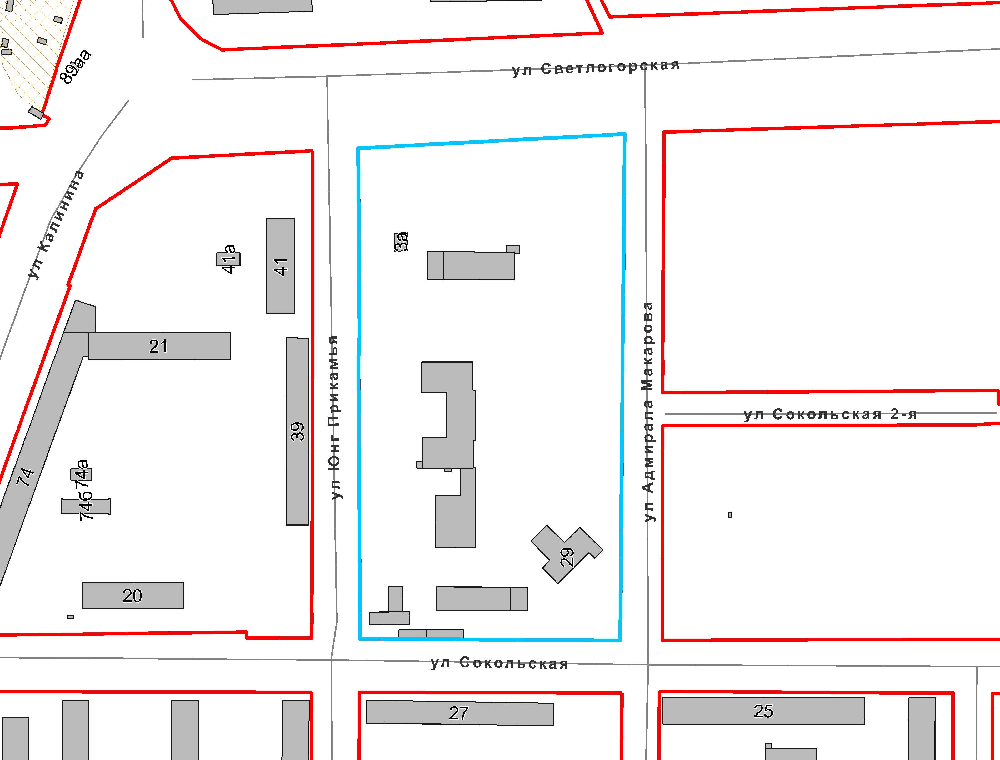 89аа
ул Светлогорская
ул Калинина
3а
41а
41
21
ул Юнг Прикамья
ул Адмирала Макарова
ул Сокольская 2-я
39
74
74а
74б
29
20
ул Сокольская
27
25